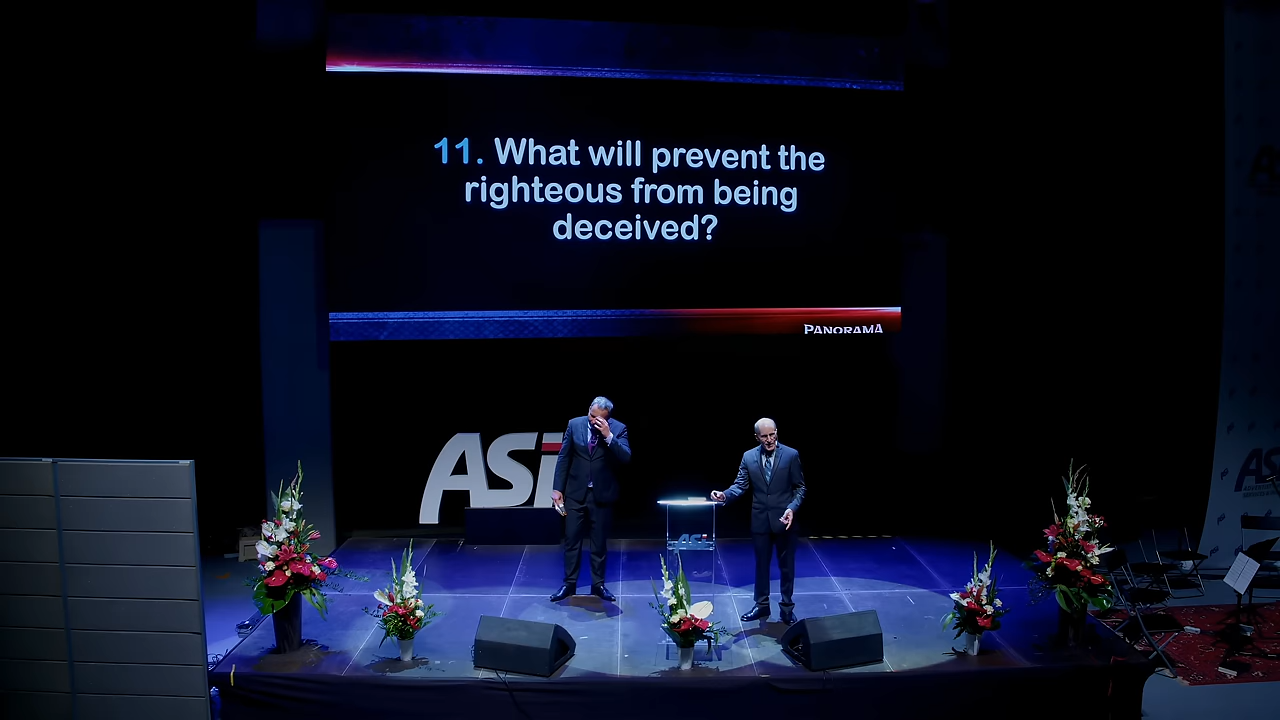 11. What will prevent the
righteous from being
deceived?
PANORAMA
ASi
ASi